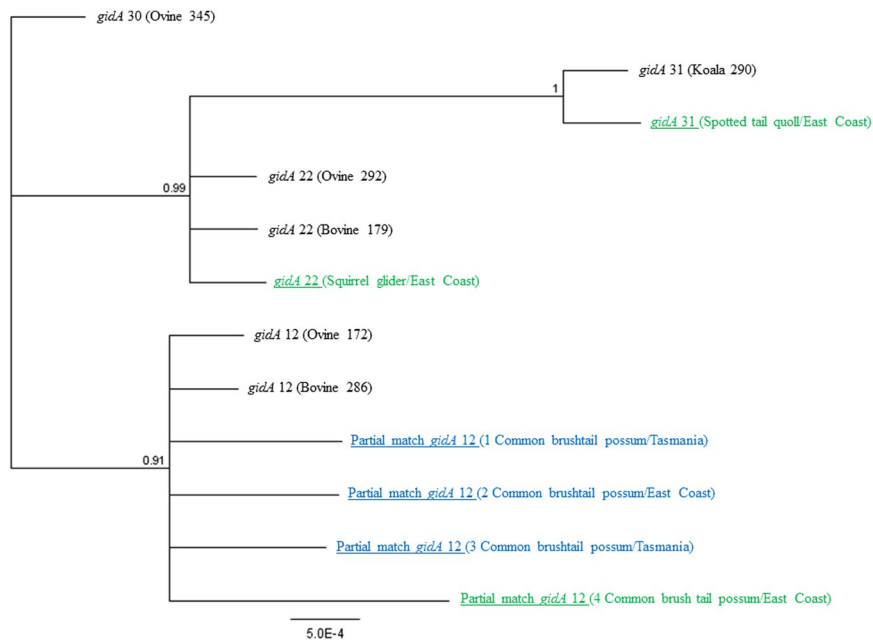 gidA 30 (Ovine 345)
gidA 31 (Koala 290)
1
gidA 31 (Spotted tail quoll/East Coast)
gidA 22 (Ovine 292)
0.99
gidA 22 (Bovine 179)
gidA 22 (Squirrel glider/East Coast)
gidA 12 (Ovine 172)
gidA 12 (Bovine 286)
Partial match gidA 12 (1 Common brushtail possum/Tasmania)
0.91
Partial match gidA 12 (2 Common brushtail possum/East Coast)
Partial match gidA 12 (3 Common brushtail possum/Tasmania)
Partial match gidA 12 (4 Common brush tail possum/East Coast)
5.0E-4